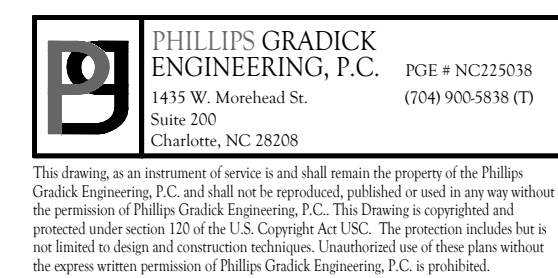 pg
PHILLIPS GRADICK
ENGINEERING, P.C. PGE # NC225038
1435 W. Morehead St. (704) 900-5838 (T)
Suite 200
Charlotte, NC 28208
This drawing, as an instrument of service is and shall remain the property of the Phillips
Gradick Engineering, P.C. and shall not be reproduced, published or used in any way without
the permission of Phillips Gradick Engineering, P.C.. This Drawing is copyrighted and
protected under section 120 of the U.S. Copyright Act USC. The protection includes but is
not limited to design and construction techniques. Unauthorized use of these plans without
the express written permission of Phillips Gradick Engineering, P.C. is prohibited.